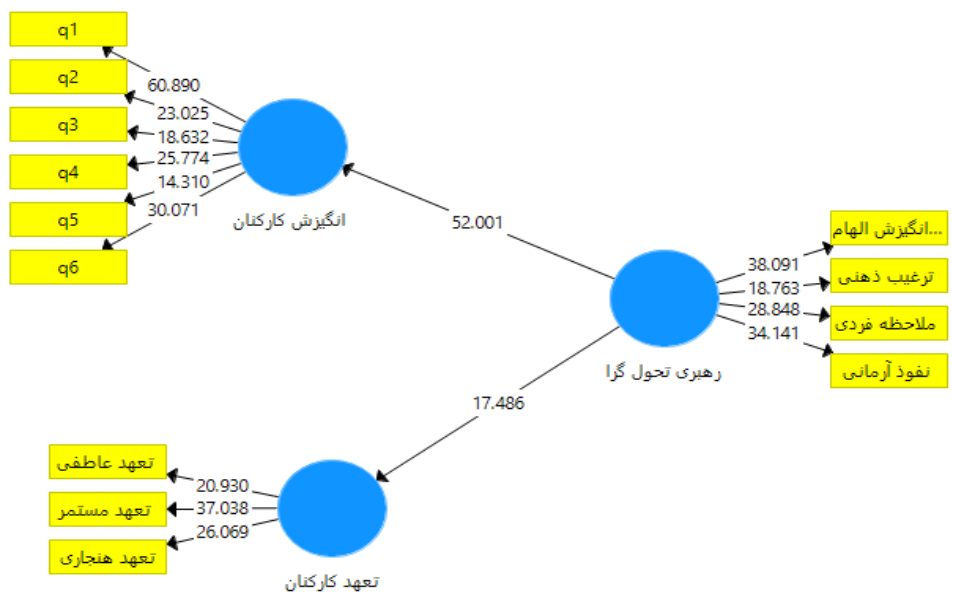 q1
q2
q3
q4
q5
q6
60.890
23.025
18.632
25.774
14.310
30.071
انگیزش کارکنان
52.001
17.486
رهبری تحول گرا
38.091
18.763
28.848
34.141
انگیزش الهام...
ترغیب ذهنی
ملاحظه فردی
نفوذ آرمانی
تعهد عاطفی
تعهد مستمر
تعهد هنجاری
20.930
37.038
26.069
تعهد کارکنان